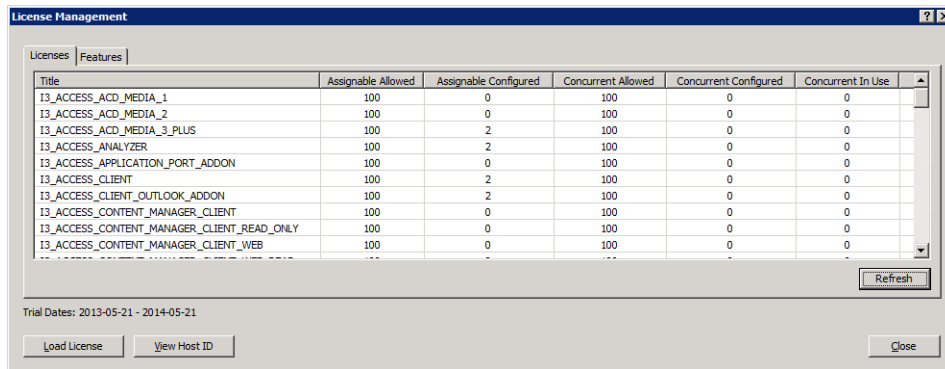 License Management
Licenses Features
Title Assignable Allowed Assignable Configured Concurrent Allowed Concurrent Configured Concurrent In Use
I3_ACCESS_ACD_MEDIA_1 100 0 100 0 0
I3_ACCESS_ACD_MEDIA_2 100 0 100 0 0
I3_ACCESS_ACD_MEDIA_3_PLUS 100 2 100 0 0
I3_ACCESS_ANALYZER 100 2 100 0 0
I3_ACCESS_APPLICATION_PORT_ADDON 100 0 100 0 0
I3_ACCESS_CLIENT 100 2 100 0 0
I3_ACCESS_CLIENT_OUTLOOK_ADDON 100 2 100 0 0
I3_ACCESS_CONTENT_MANAGER_CLIENT 100 0 100 0 0
I3_ACCESS_CONTENT_MANAGER_CLIENT_READ_ONLY 100 0 100 0 0
I3_ACCESS_CONTENT_MANAGER_CLIENT_WEB 100 0 100 0 0
Refresh
Trial Dates: 2013-05-21 - 2014-05-21
Load License View Host ID Close